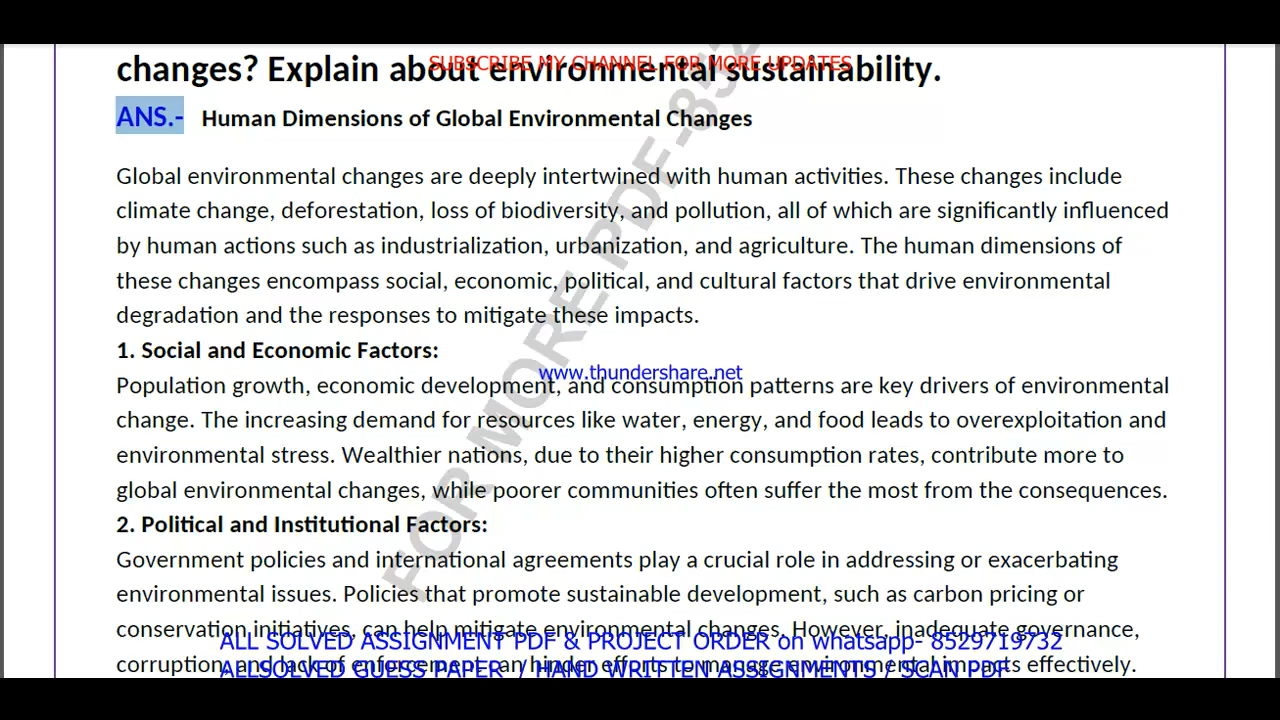 changes? Explain about environmental sustainability.
SUBSCRIBE MY CHANNEL FOR MORE UPDATES
ANS.- Human Dimensions of Global Environmental Changes
Global environmental changes are deeply intertwined with human activities. These changes include
climate change, deforestation, loss of biodiversity, and pollution, all of which are significantly influenced
by human actions such as industrialization, urbanization, and agriculture. The human dimensions of
these changes encompass social, economic, political, and cultural factors that drive environmental
degradation and the responses to mitigate these impacts.
1. Social and Economic Factors:
www.thundershare.net
Population growth, economic development, and consumption patterns are key drivers of environmental
change. The increasing demand for resources like water, energy, and food leads to overexploitation and
environmental stress. Wealthier nations, due to their higher consumption rates, contribute more to
global environmental changes, while poorer communities often suffer the most from the consequences.
2. Political and Institutional Factors:
Government policies and international agreements play a crucial role in addressing or exacerbating
environmental issues. Policies that promote sustainable development, such as carbon pricing or
conservation initiatives, can help mitigate environmental changes. However, inadequate governance,
ALL SOLVED ASSIGNMENT PDF & PROJECT ORDER on whatsapp- 8529719732
corruption, and lack of enforcement can hinder efforts to manage environmental impacts effectively.
ALLSOLVED GUESS PAPER / HAND WRITTEN ASSIGNMENTS / SCAN PDF
FOR MORE PDF-852